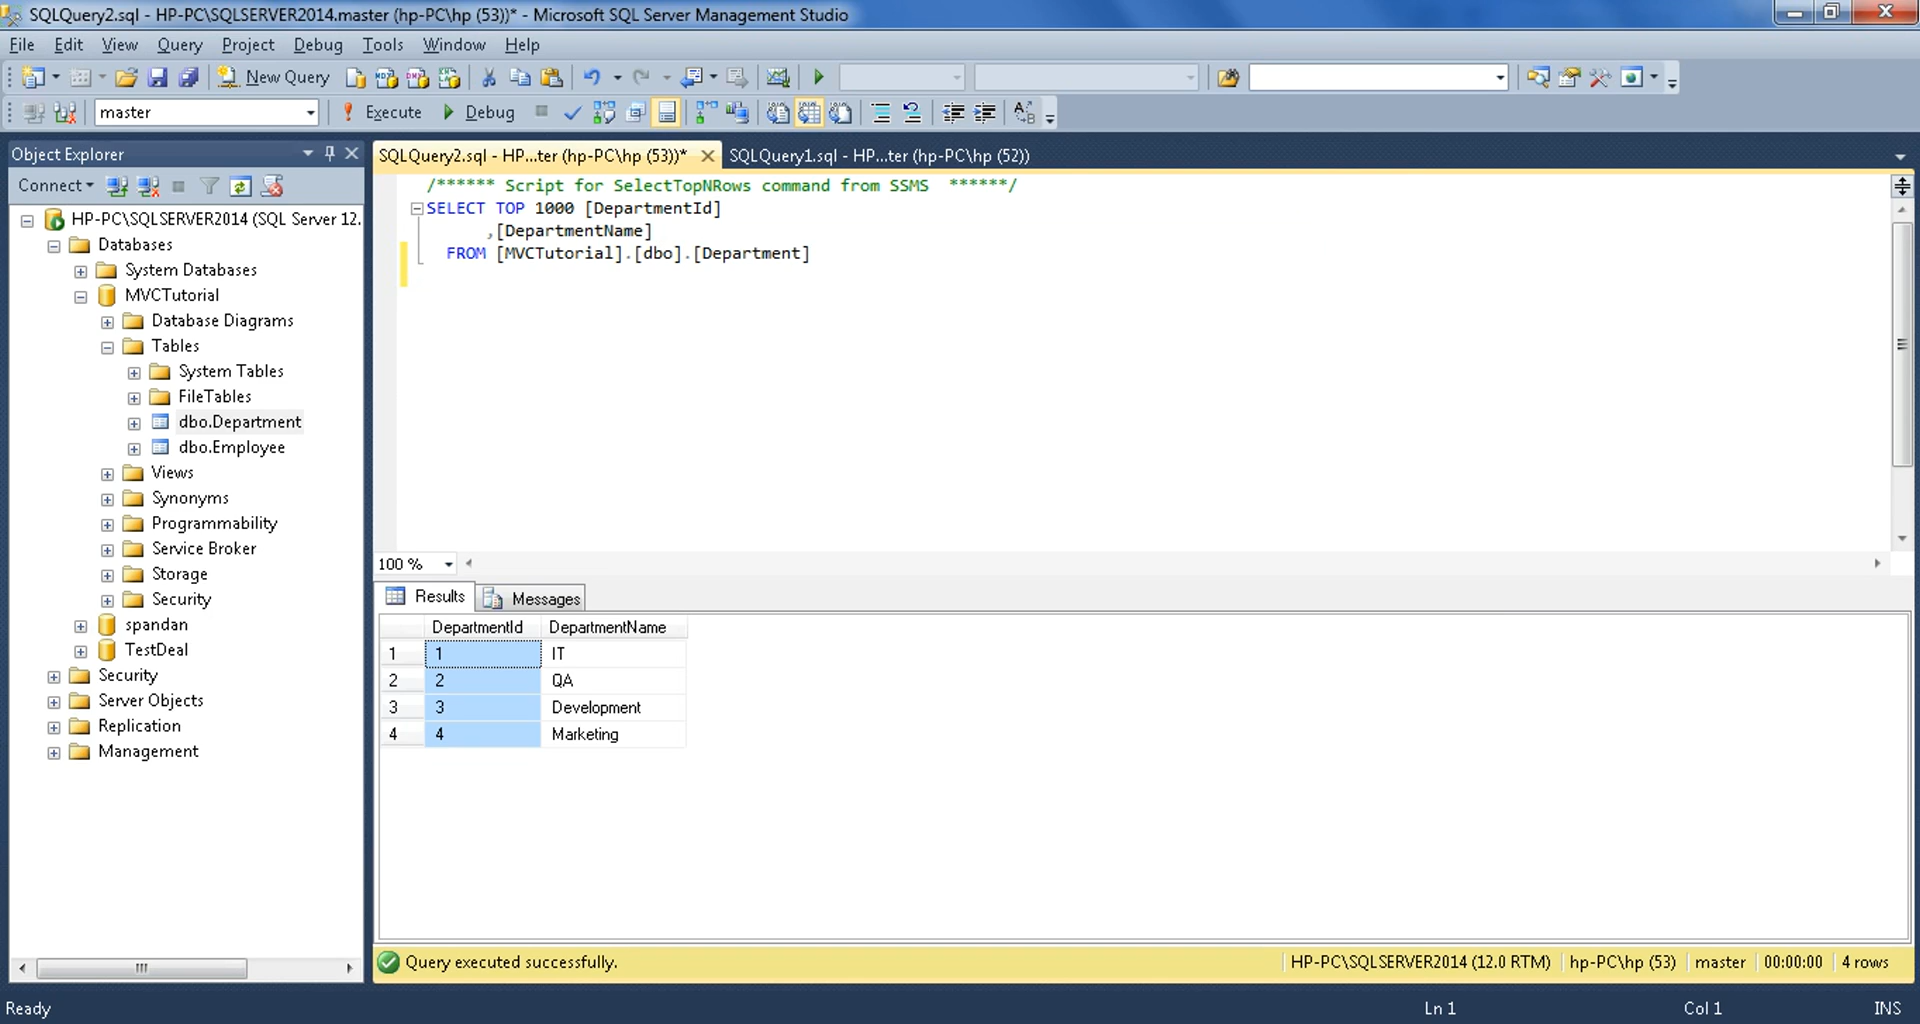 SQLQuery2.sql - HP-PC\SQLSERVER2014.master (hp-PC\hp (53))* - Microsoft SQL Server Management Studio
File Edit View Query Project Debug Tools Window Help
New Query
master Execute Debug
Object Explorer
Connect
HP-PC\SQLSERVER2014 (SQL Server 12.
Databases
System Databases
MVCTutorial
Database Diagrams
Tables
System Tables
FileTables
dbo.Department
dbo.Employee
Views
Synonyms
Programmability
Service Broker
Storage
Security
spandan
TestDeal
Security
Server Objects
Replication
Management
SQLQuery2.sql - HP...ter (hp-PC\hp (53))* SQLQuery1.sql - HP...ter (hp-PC\hp (52))
/****** Script for SelectTopNRows command from SSMS ******/
SELECT TOP 1000 [DepartmentId]
,[DepartmentName]
FROM [MVCTutorial].[dbo].[Department]
100 %
Results Messages
DepartmentId DepartmentName
1 1 IT
2 2 QA
3 3 Development
4 4 Marketing
Query executed successfully. HP-PC\SQLSERVER2014 (12.0 RTM) hp-PC\hp (53) master 00:00:00 4 rows
Ready Ln 1 Col 1 INS